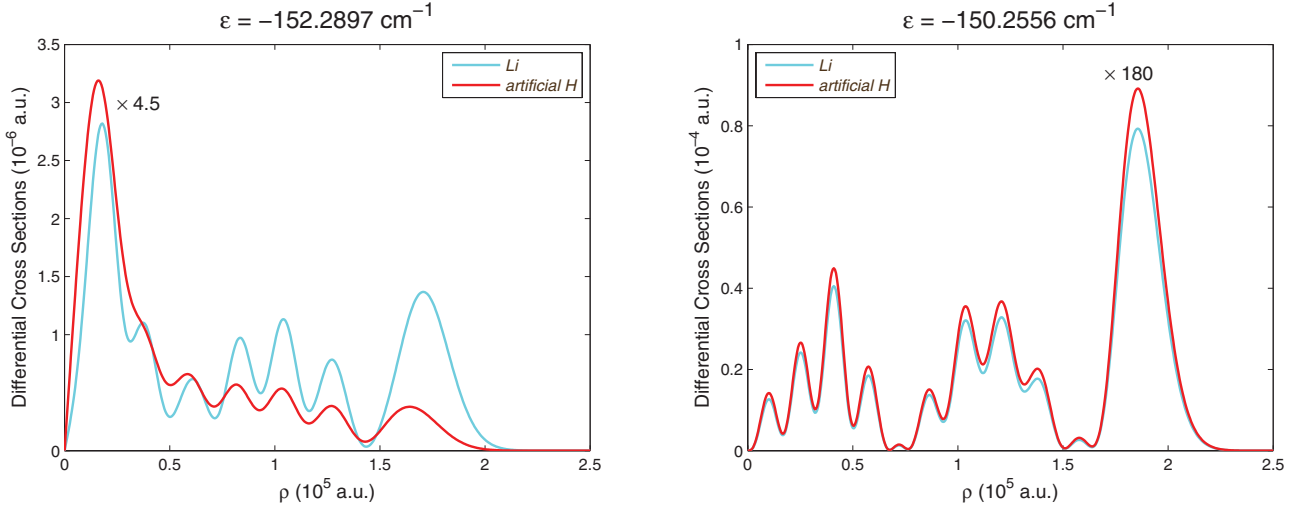 ε = −152.2897 cm⁻¹
Differential Cross Sections (10⁻⁶ a.u.)
3.5
3
2.5
2
1.5
1
0.5
0
× 4.5
Li
artificial H
0
0.5
1
1.5
2
2.5
ρ (10⁵ a.u.)
ε = −150.2556 cm⁻¹
Differential Cross Sections (10⁻⁴ a.u.)
1
0.8
0.6
0.4
0.2
0
Li
artificial H
× 180
0
0.5
1
1.5
2
2.5
ρ (10⁵ a.u.)